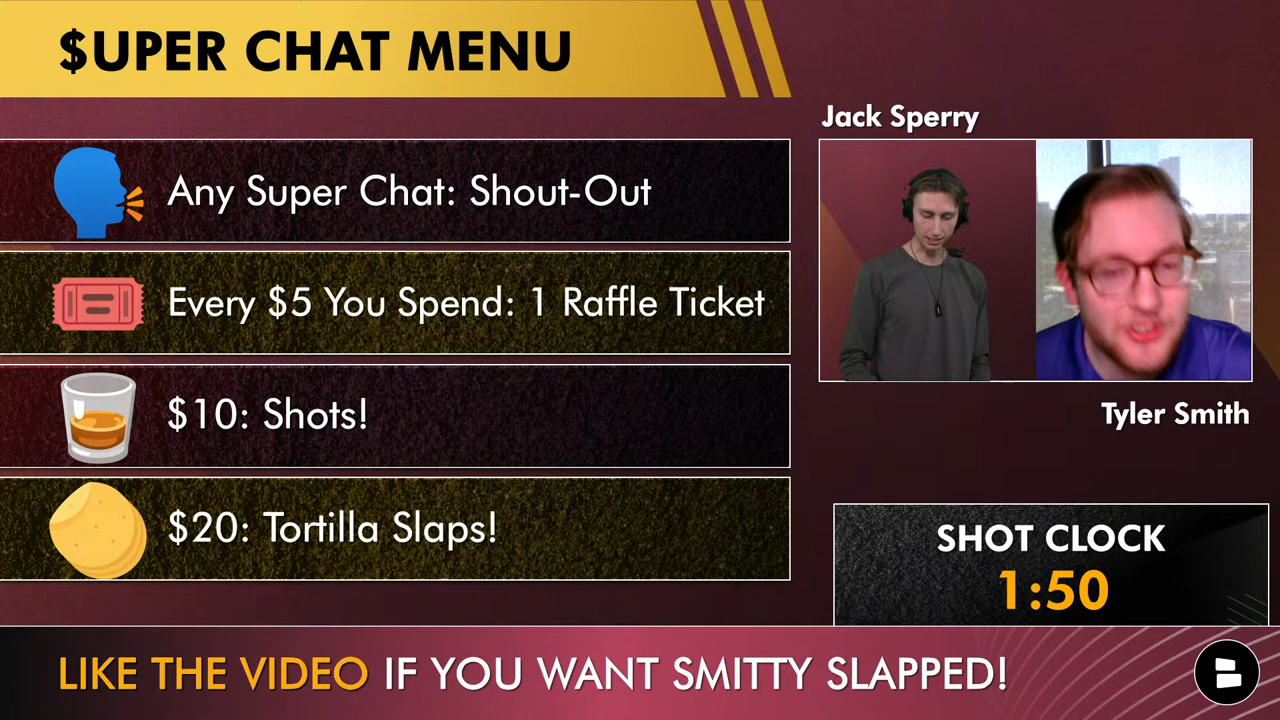 $UPER CHAT MENU
Jack Sperry
Any Super Chat: Shout-Out
Every $5 You Spend: 1 Raffle Ticket
$10: Shots!
$20: Tortilla Slaps!
Tyler Smith
SHOT CLOCK
1:50
LIKE THE VIDEO IF YOU WANT SMITTY SLAPPED!